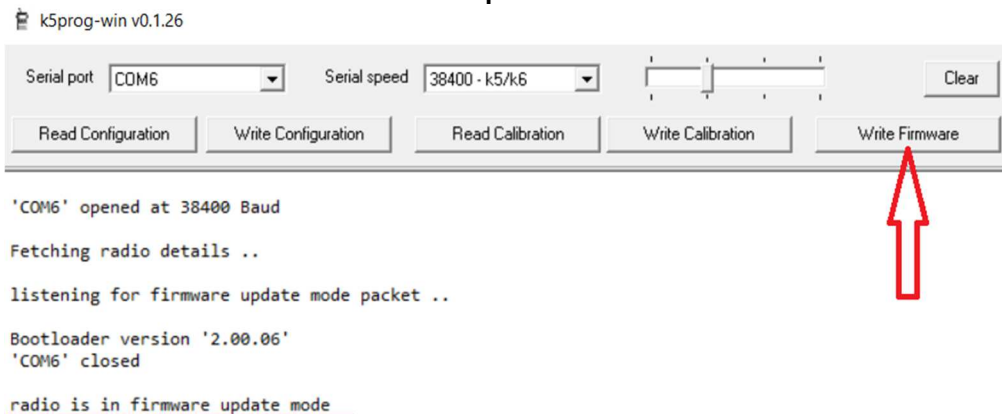 k5prog-win v0.1.26
Serial port COM6 Serial speed 38400 - k5/k6 Clear
Read Configuration Write Configuration Read Calibration Write Calibration Write Firmware
'COM6' opened at 38400 Baud
Fetching radio details ..
listening for firmware update mode packet ..
Bootloader version '2.00.06'
'COM6' closed
radio is in firmware update mode